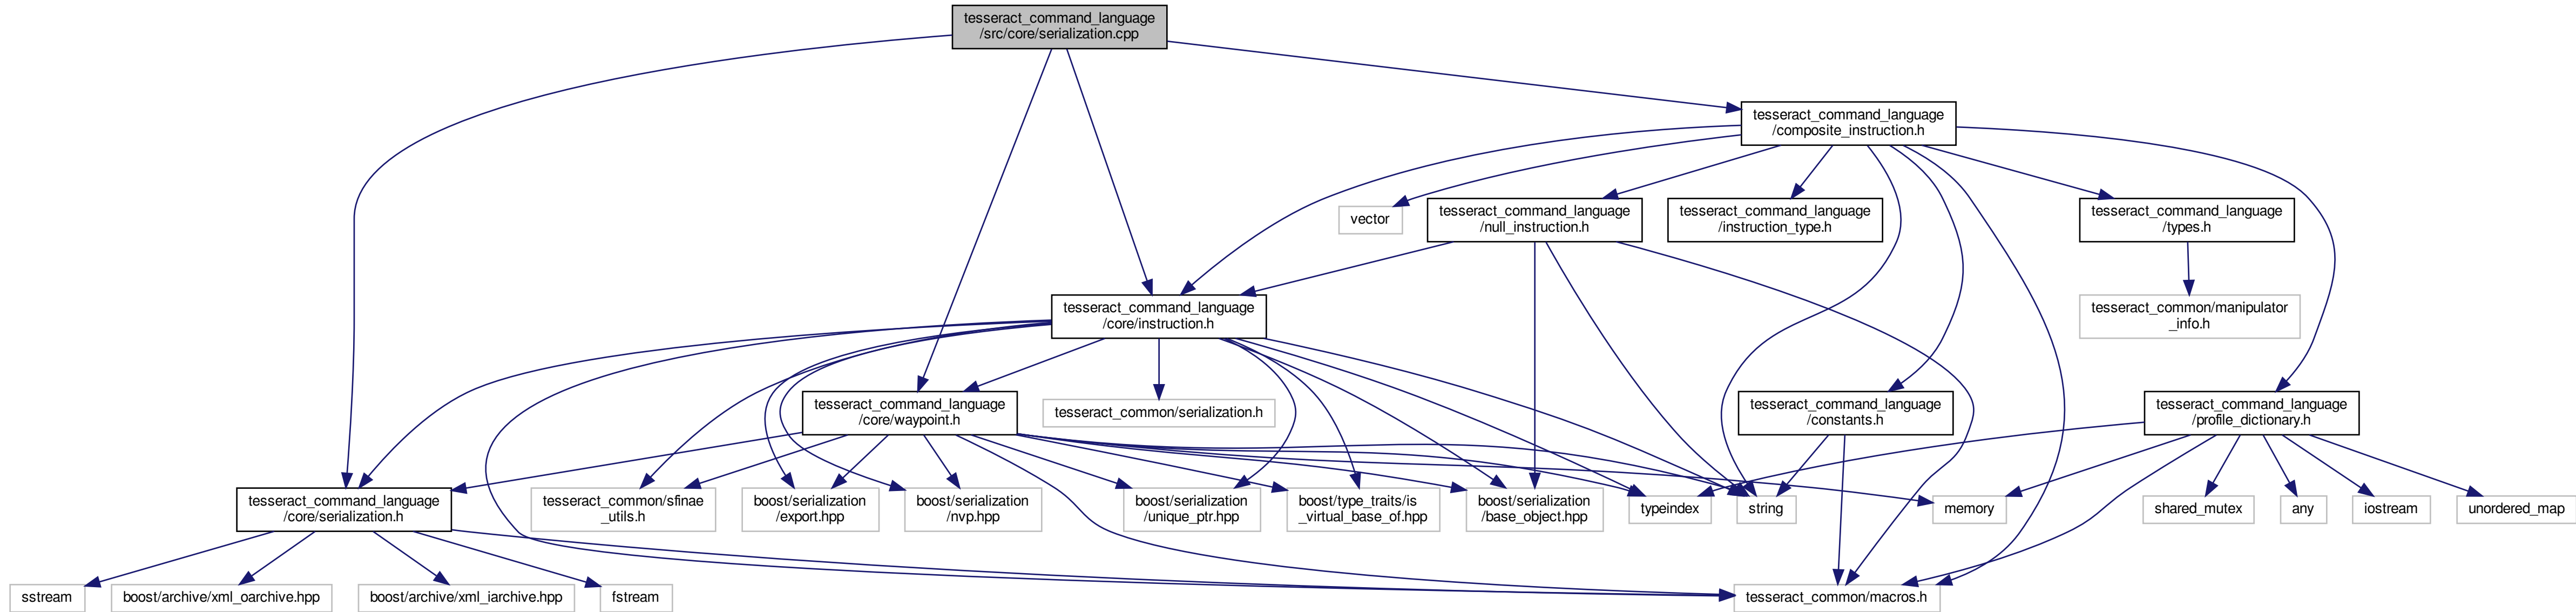 tesseract_command_language
/src/core/serialization.cpp
tesseract_command_language
/composite_instruction.h
vector
tesseract_command_language
/null_instruction.h
tesseract_command_language
/instruction_type.h
tesseract_command_language
/types.h
tesseract_command_language
/core/instruction.h
tesseract_common/manipulator
_info.h
tesseract_command_language
/core/waypoint.h
tesseract_common/serialization.h
tesseract_command_language
/constants.h
tesseract_command_language
/profile_dictionary.h
tesseract_command_language
/core/serialization.h
tesseract_common/sfinae
_utils.h
boost/serialization
/export.hpp
boost/serialization
/nvp.hpp
boost/serialization
/unique_ptr.hpp
boost/type_traits/is
_virtual_base_of.hpp
boost/serialization
/base_object.hpp
typeindex
string
memory
shared_mutex
any
iostream
unordered_map
sstream
boost/archive/xml_oarchive.hpp
boost/archive/xml_iarchive.hpp
fstream
tesseract_common/macros.h